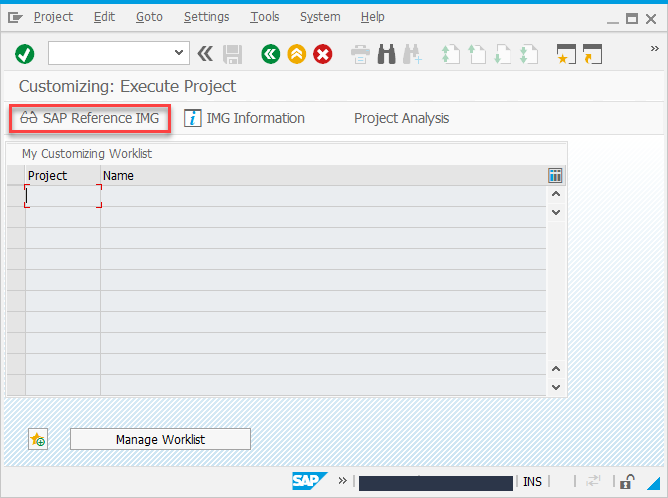 Project Edit Goto Settings Tools System Help
Customizing: Execute Project
SAP Reference IMG i IMG Information Project Analysis
My Customizing Worklist
Project Name
Manage Worklist
SAP INS